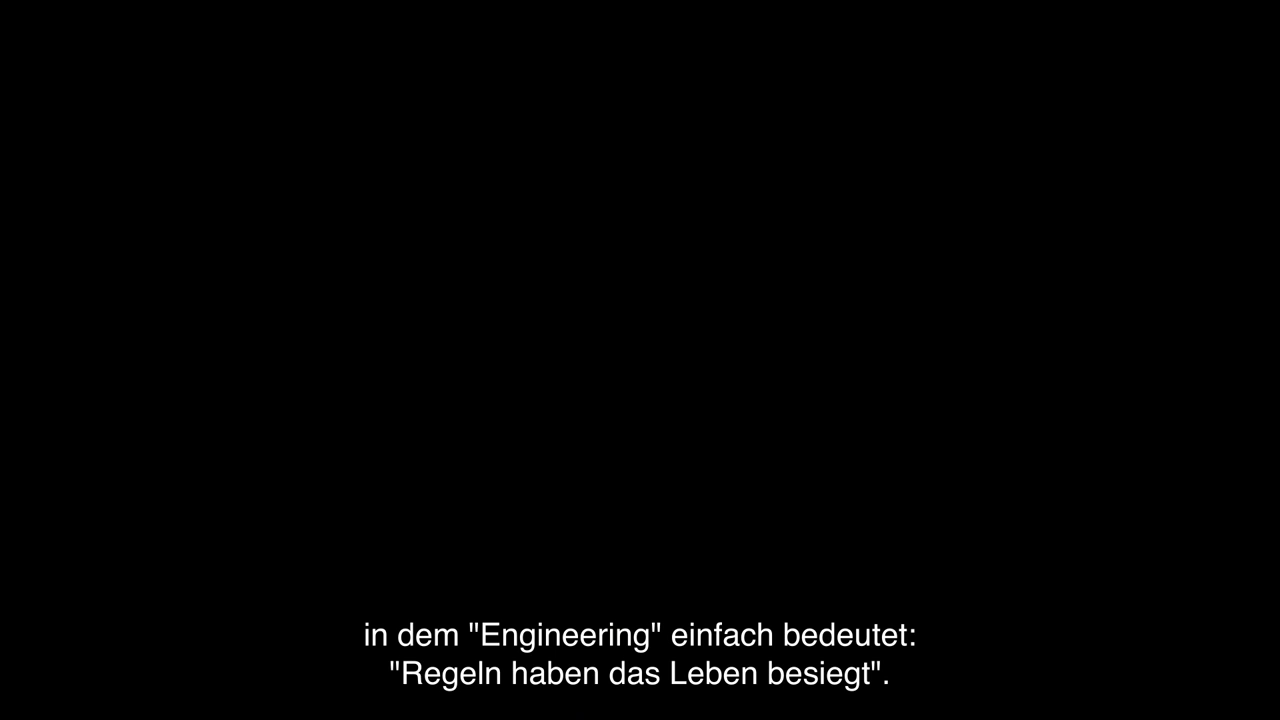 in dem "Engineering" einfach bedeutet:
"Regeln haben das Leben besiegt".